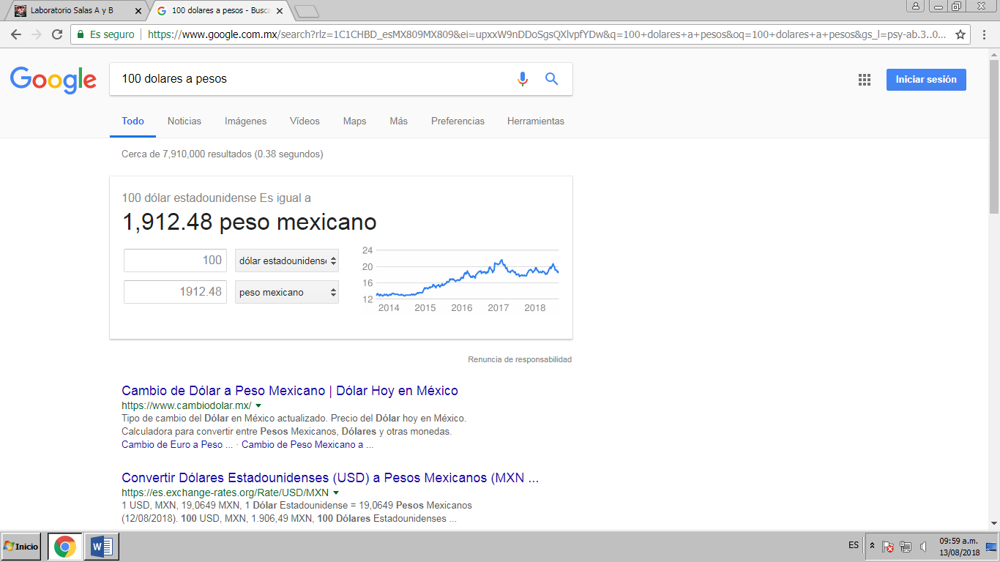 Laboratorio Salas A y B
100 dolares a pesos - Busca
Es seguro
https://www.google.com.mx/search?rlz=1C1CHBD_esMX809MX809&ei=upxxW9nDDoSgsQXlvpfYDw&q=100+dolares+a+pesos&oq=100+dolares+a+pesos&gs_l=psy-ab.3..0...
Google
100 dolares a pesos
Iniciar sesión
Todo Noticias Imágenes Vídeos Maps Más Preferencias Herramientas
Cerca de 7,910,000 resultados (0.38 segundos)
100 dólar estadounidense Es igual a
1,912.48 peso mexicano
100 dólar estadounidense
1912.48 peso mexicano
24
20
16
12
2014 2015 2016 2017 2018
Renuncia de responsabilidad
Cambio de Dólar a Peso Mexicano | Dólar Hoy en México
https://www.cambiodolar.mx/
Tipo de cambio del Dólar en México actualizado. Precio del Dólar hoy en México.
Calculadora para convertir entre Pesos Mexicanos, Dólares y otras monedas.
Cambio de Euro a Peso ... · Cambio de Peso Mexicano a ...
Convertir Dólares Estadounidenses (USD) a Pesos Mexicanos (MXN ...
https://es.exchange-rates.org/Rate/USD/MXN
1 USD, MXN, 19,0649 MXN, 1 Dólar Estadounidense = 19,0649 Pesos Mexicanos
(12/08/2018). 100 USD, MXN, 1.906,49 MXN, 100 Dólares Estadounidenses ...
Inicio
W
ES
09:59 a.m.
13/08/2018